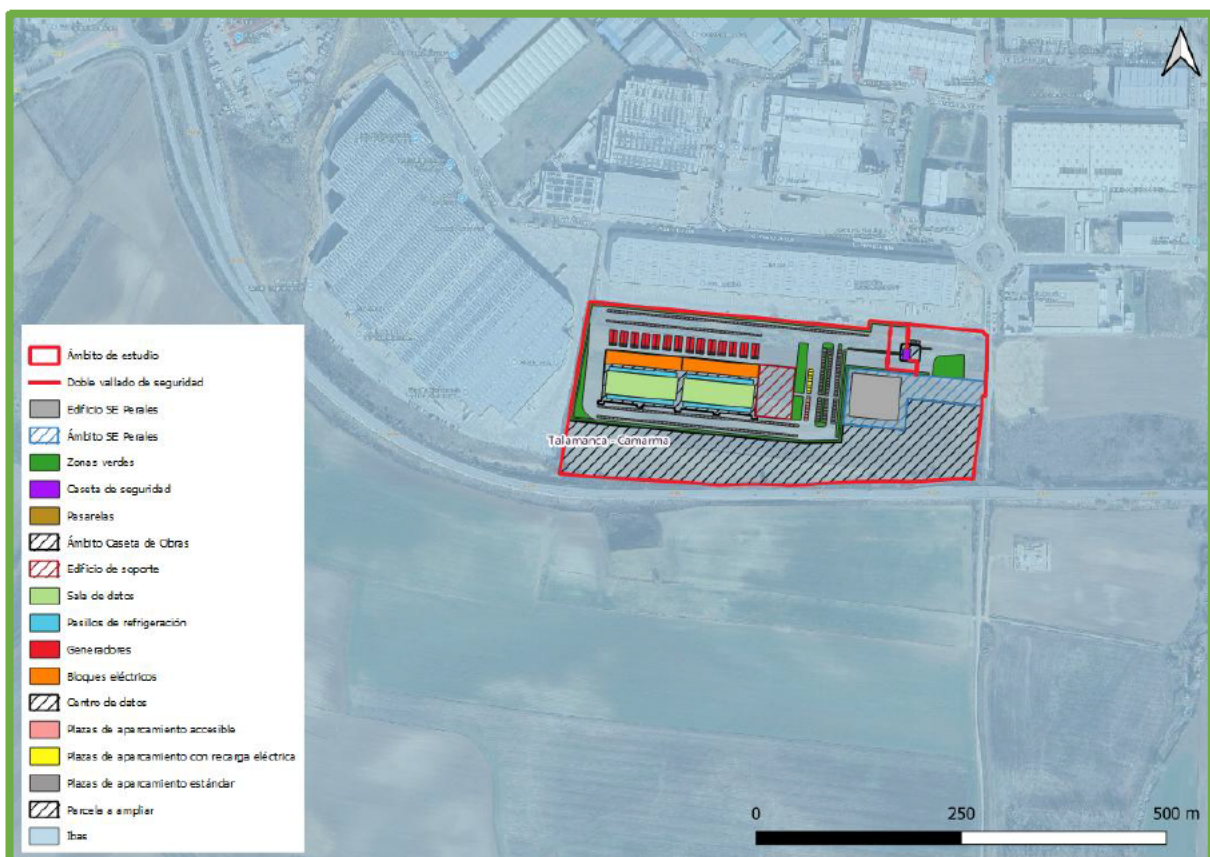 Talamanca - Camarma
Ámbito de estudio
Doble vallado de seguridad
Edificio SE Perales
Ámbito SE Perales
Zonas verdes
Caseta de seguridad
Pasarelas
Ámbito Caseta de Obras
Edificio de soporte
Sala de datos
Pasillos de refrigeración
Generadores
Bloques eléctricos
Centro de datos
Plazas de aparcamiento accesible
Plazas de aparcamiento con recarga eléctrica
Plazas de aparcamiento estándar
Parcela a ampliar
Ibas
0 250 500 m